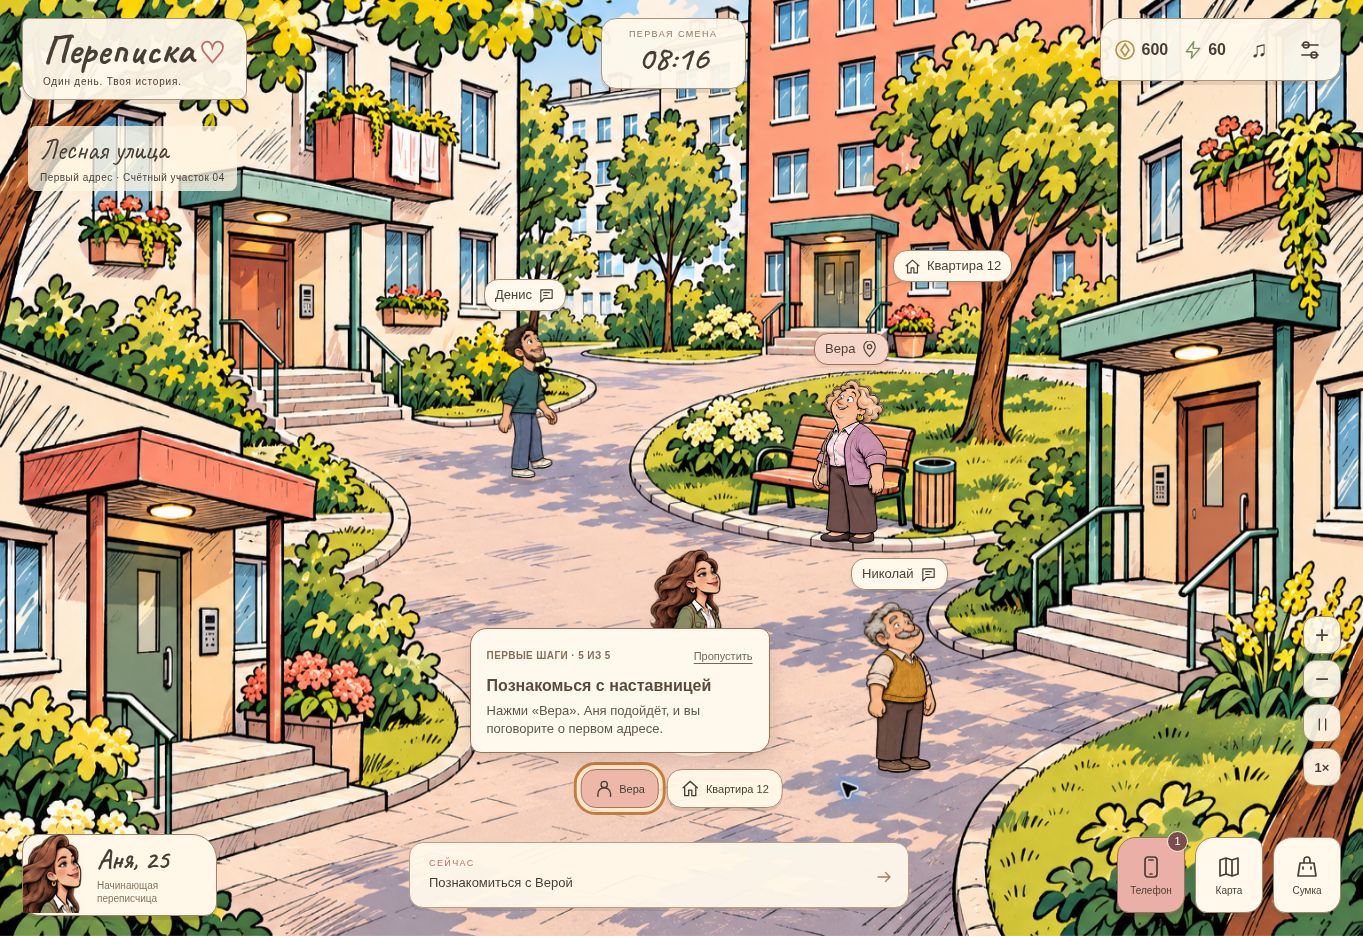 Переписка
Один день. Твоя история.
ПЕРВАЯ СМЕНА
08:16
600
60
Лесная улица
Первый адрес · Счётный участок 04
Квартира 12
Денис
Вера
Николай
ПЕРВЫЕ ШАГИ · 5 ИЗ 5
Пропустить
Познакомься с наставницей
Нажми «Вера». Аня подойдёт, и вы
поговорите о первом адресе.
Вера
Квартира 12
1×
Аня, 25
Начинающая
переписчица
СЕЙЧАС
Познакомиться с Верой
1
Телефон
Карта
Сумка